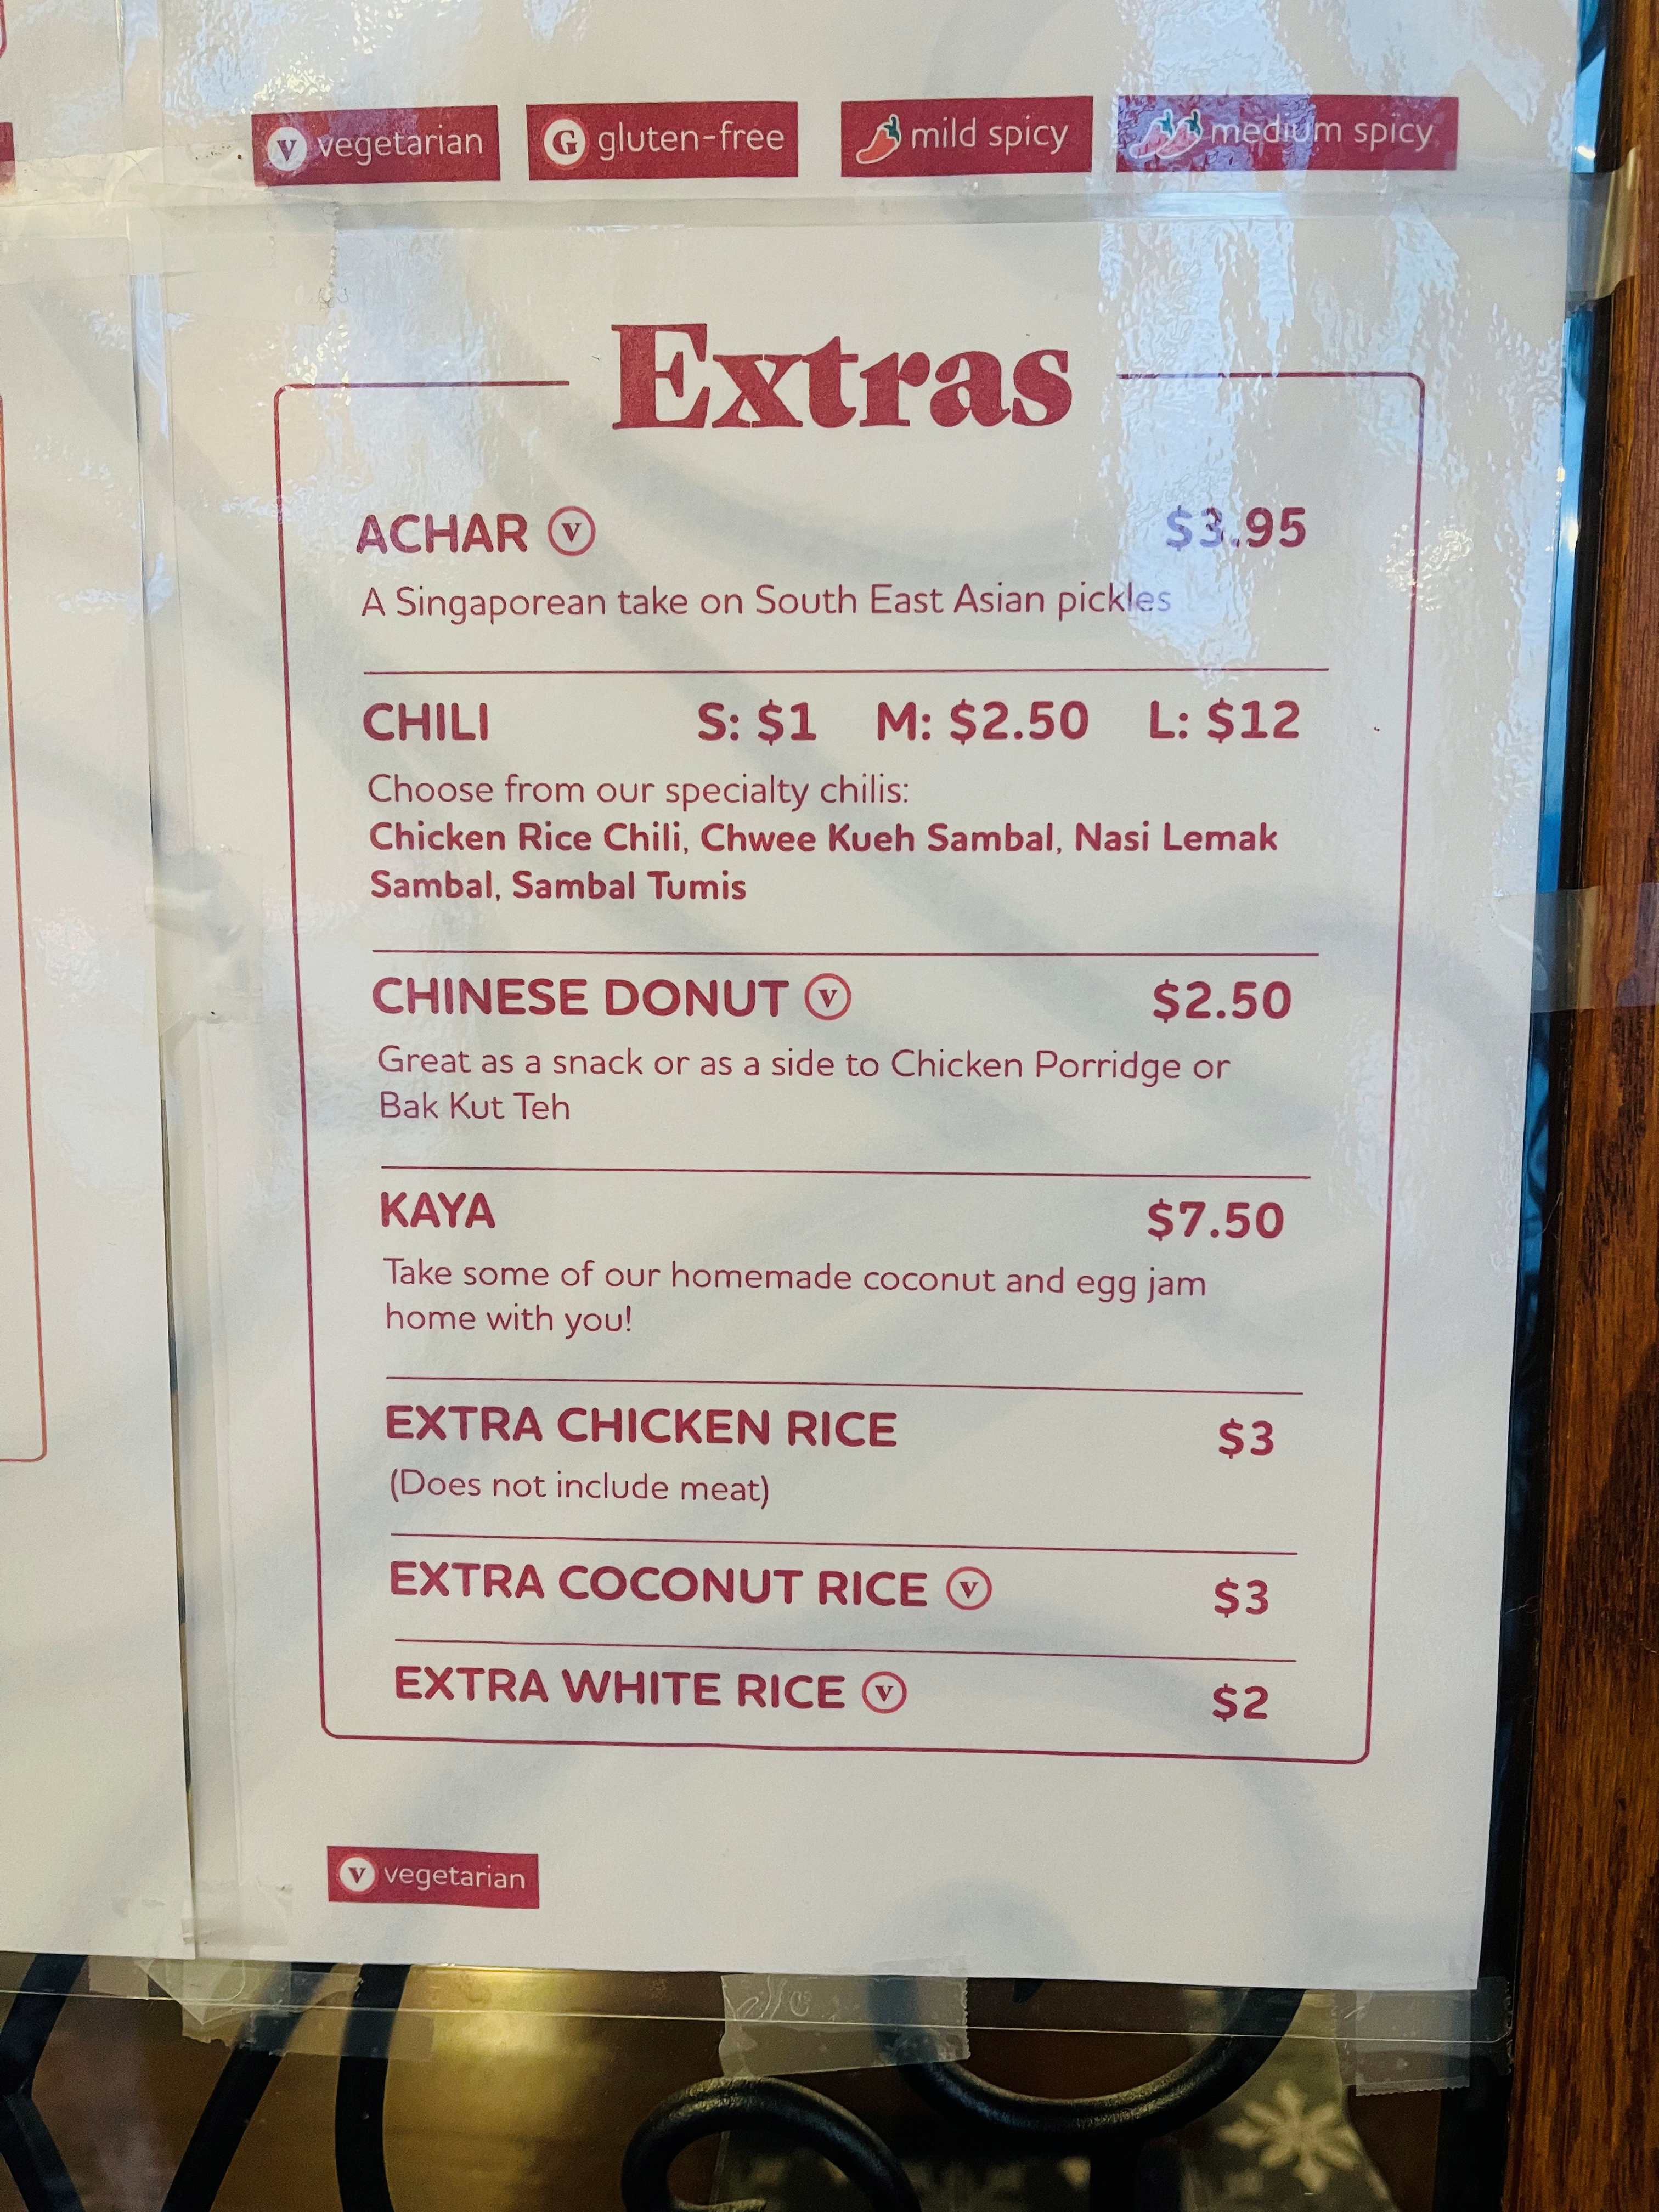 V vegetarian G gluten-free mild spicy medium spicy
Extras
ACHAR V $3.95
A Singaporean take on South East Asian pickles
CHILI S: $1 M: $2.50 L: $12
Choose from our specialty chilis:
Chicken Rice Chili, Chwee Kueh Sambal, Nasi Lemak
Sambal, Sambal Tumis
CHINESE DONUT V $2.50
Great as a snack or as a side to Chicken Porridge or
Bak Kut Teh
KAYA $7.50
Take some of our homemade coconut and egg jam
home with you!
EXTRA CHICKEN RICE $3
(Does not include meat)
EXTRA COCONUT RICE V $3
EXTRA WHITE RICE V $2
V vegetarian